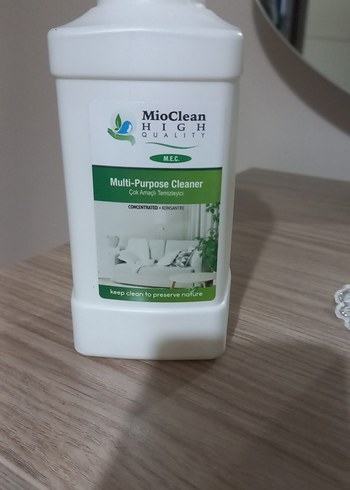 MioClean
HIGH
QUALITY
M.E.C.
Multi-Purpose Cleaner
Çok Amaçlı Temizleyici
CONCENTRATED • KONSANTRE
keep clean to preserve nature